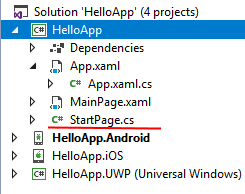 Solution 'HelloApp' (4 projects)
HelloApp
Dependencies
App.xaml
App.xaml.cs
MainPage.xaml
StartPage.cs
HelloApp.Android
HelloApp.iOS
HelloApp.UWP (Universal Windows)